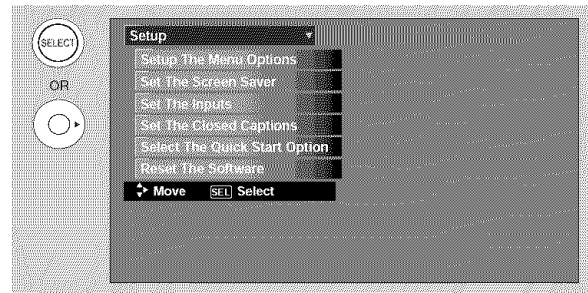 SELECT
OR
Setup
Setup The Menu Options
Set The Screen Saver
Set The Inputs
Set The Closed Captions
Select The Quick Start Option
Reset The Software
Move SEL Select